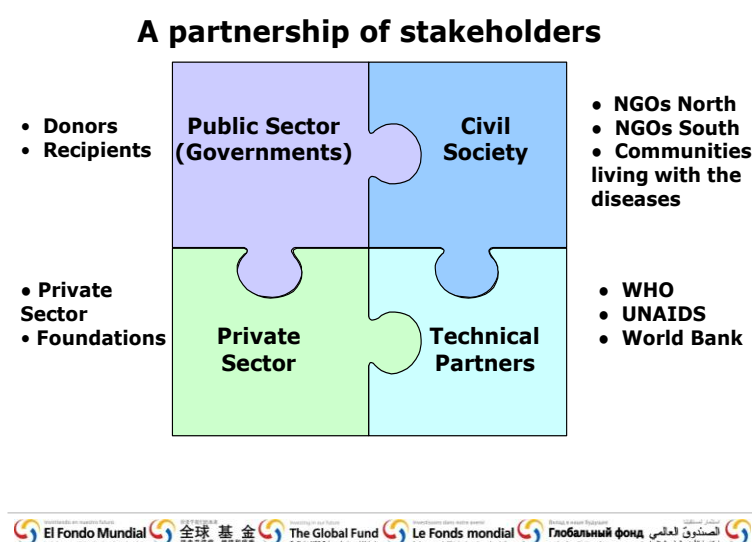 A partnership of stakeholders
• Donors
• Recipients
Public Sector
(Governments)
Civil
Society
● NGOs North
● NGOs South
● Communities
living with the
diseases
● Private
Sector
• Foundations
Private
Sector
Technical
Partners
● WHO
● UNAIDS
● World Bank
El Fondo Mundial 全球基金 The Global Fund Le Fonds mondial Глобальный фонд الصندوق العالمي